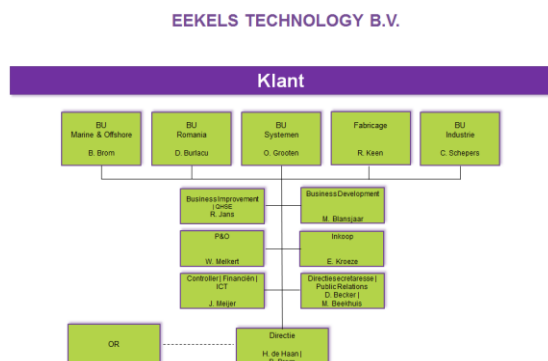 EEKELS TECHNOLOGY B.V.
Klant
BU
Marine & Offshore
B. Brom
BU
Romania
D. Burlacu
BU
Systemen
O. Grooten
Fabricage
R. Keen
BU
Industrie
C. Schepers
Business Improvement
| QHSE
R. Jans
Business Development
M. Blansjaar
P&O
W. Melkert
Inkoop
E. Kroeze
Controller | Financiën |
ICT
J. Meijer
Directiesecretaresse |
Public Relations
D. Becker |
M. Beekhuis
OR
Directie
H. de Haan |